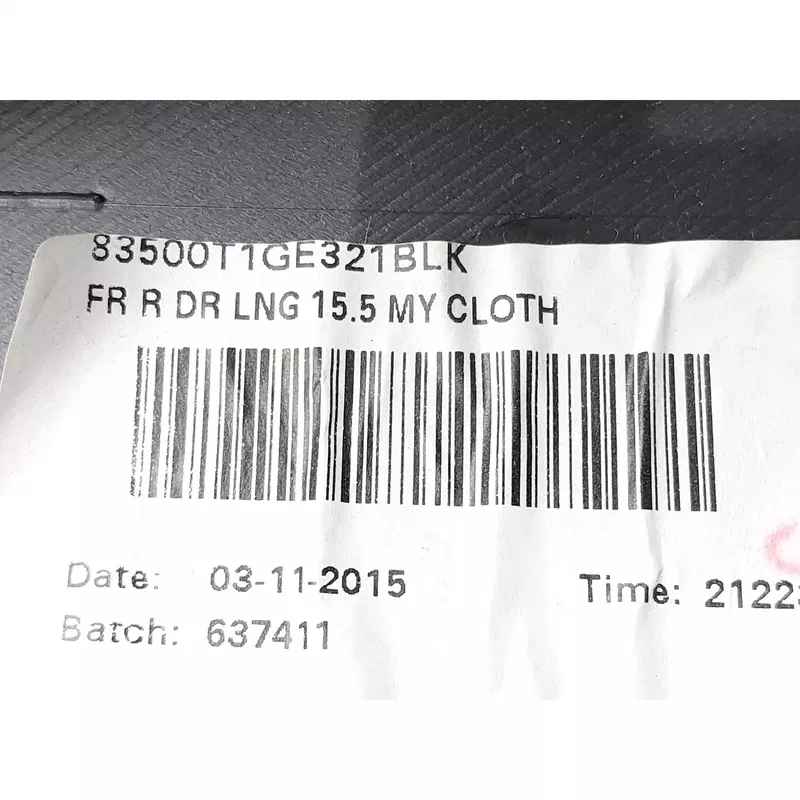 83500T1GE321BLK
FR R DR LNG 15.5 MY CLOTH
Date: 03-11-2015 Time: 2122
Batch: 637411